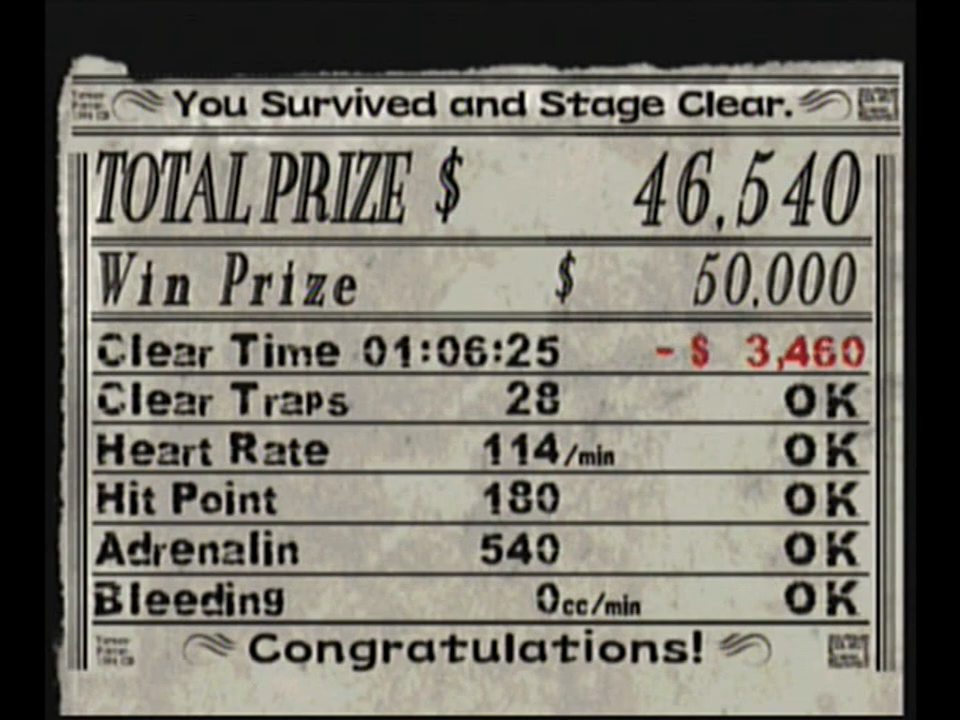 You Survived and Stage Clear.
TOTAL PRIZE $ 46,540
Win Prize $ 50,000
Clear Time 01:06:25 - $ 3,460
Clear Traps 28 OK
Heart Rate 114/min OK
Hit Point 180 OK
Adrenalin 540 OK
Bleeding 0cc/min OK
Congratulations!